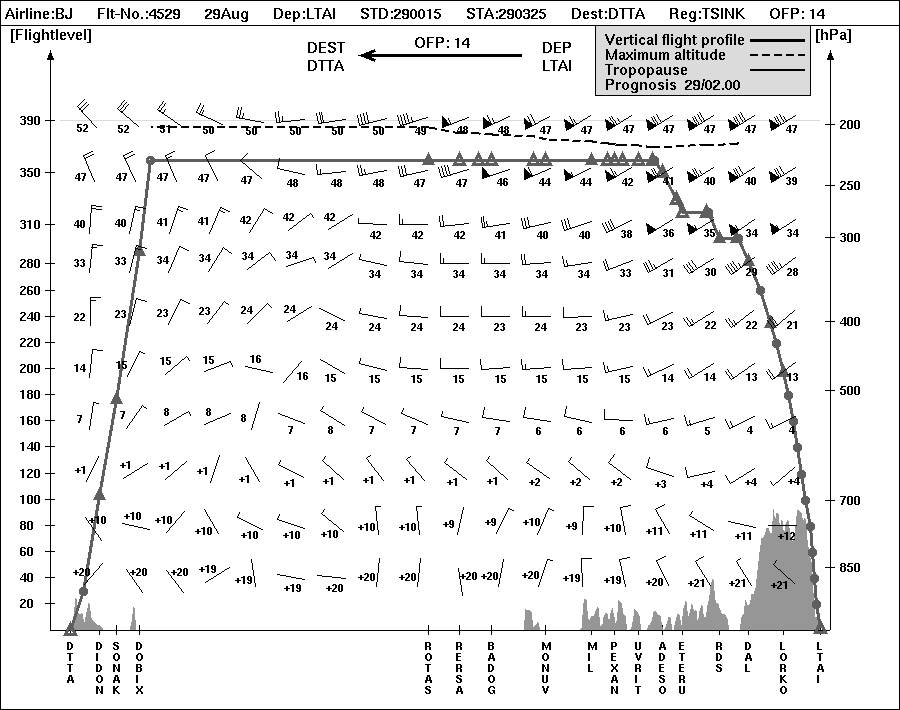 Airline:BJ Flt-No.:4529 29Aug Dep:LTAI STD:290015 STA:290325 Dest:DTTA Reg:TSINK OFP: 14
[Flightlevel] DEST OFP: 14 DEP Vertical flight profile [hPa]
DTTA LTAI Maximum altitude
Tropopause
Prognosis 29/02.00
390 52 52 51 50 50 50 50 50 49 48 48 47 47 47 47 47 47 200
350 47 47 47 47 47 48 48 48 47 47 46 44 44 42 41 40 40 39 250
310 40 40 41 41 42 42 42 42 42 42 41 40 40 38 36 35 34 34 300
280 33 33 34 34 34 34 34 34 34 34 34 34 34 33 31 30 29 28
260
240 22 23 23 23 24 24 24 24 24 24 23 24 23 23 23 22 22 21 400
220
200 14 15 15 15 16 16 15 15 15 15 15 15 15 15 14 14 13 13
180 500
160 7 7 8 8 8 7 8 7 7 7 7 6 6 6 6 5 4 4
140
120 +1 +1 +1 +1 +1 +1 +1 +1 +1 +1 +1 +2 +2 +2 +3 +4 +4 +4
100 700
80 +10 +10 +10 +10 +10 +10 +10 +10 +10 +9 +9 +10 +9 +10 +11 +11 +11 +12
60 850
40 +20 +20 +20 +19 +19 +19 +20 +20 +20 +20 +20 +20 +19 +19 +20 +21 +21 +21
20
DTTA DIDON SONAK DOBIX ROTAS RERSA BADOG MONUV MIL PEXAN UVRIT ADESO ETERU RDS DAL LORKO LTAI